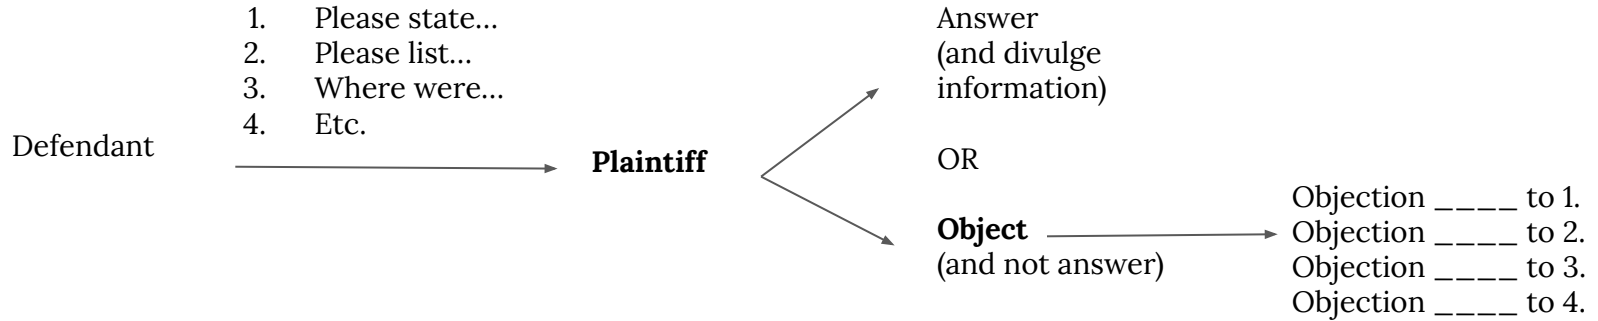 Defendant
1. Please state...
2. Please list...
3. Where were...
4. Etc.
Plaintiff
Answer
(and divulge
information)
OR
Object
(and not answer)
Objection ____ to 1.
Objection ____ to 2.
Objection ____ to 3.
Objection ____ to 4.